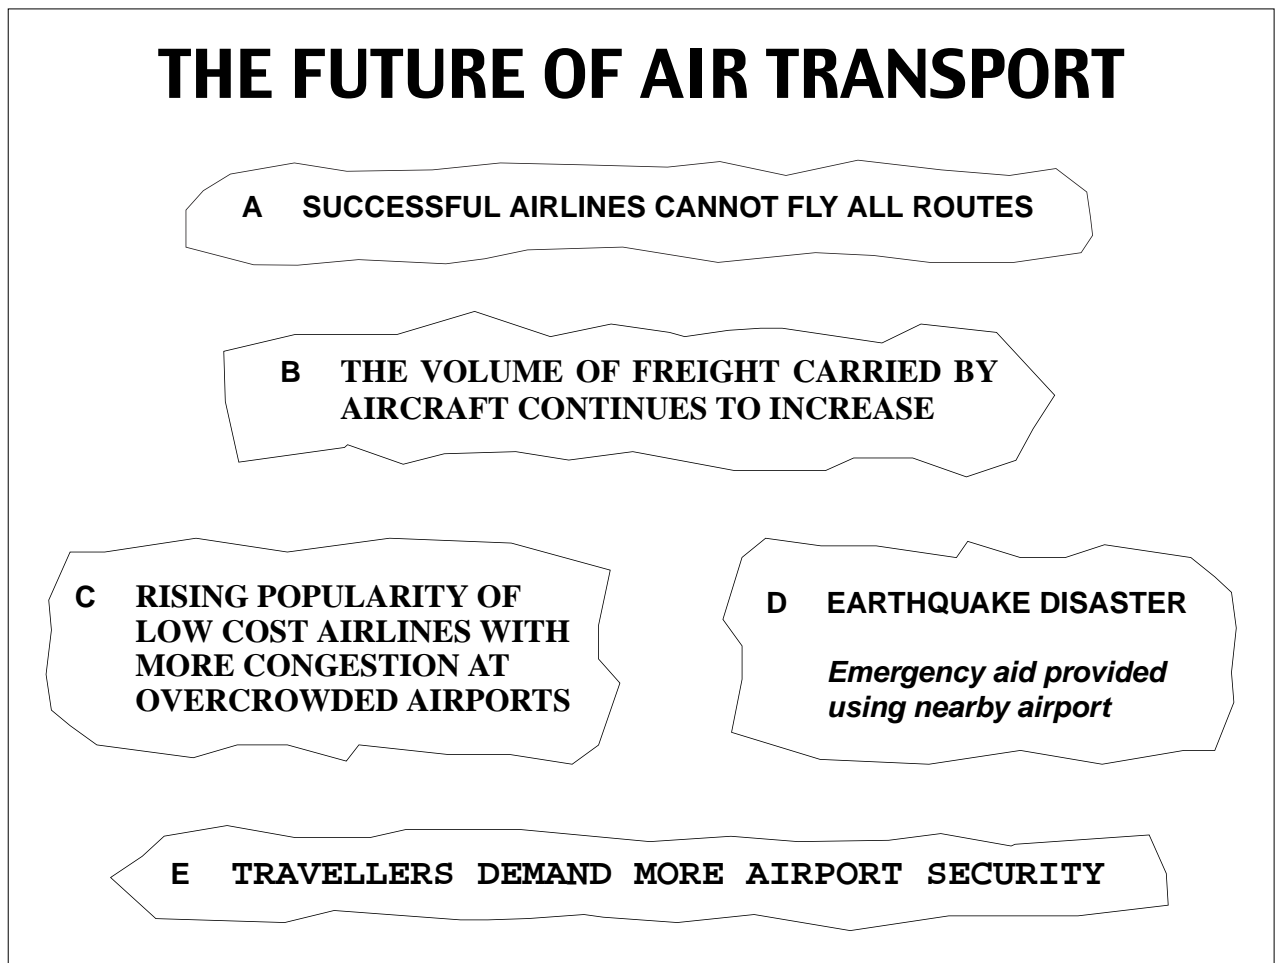 THE FUTURE OF AIR TRANSPORT
A SUCCESSFUL AIRLINES CANNOT FLY ALL ROUTES
B THE VOLUME OF FREIGHT CARRIED BY
AIRCRAFT CONTINUES TO INCREASE
C RISING POPULARITY OF
LOW COST AIRLINES WITH
MORE CONGESTION AT
OVERCROWDED AIRPORTS
D EARTHQUAKE DISASTER
Emergency aid provided
using nearby airport
E TRAVELLERS DEMAND MORE AIRPORT SECURITY